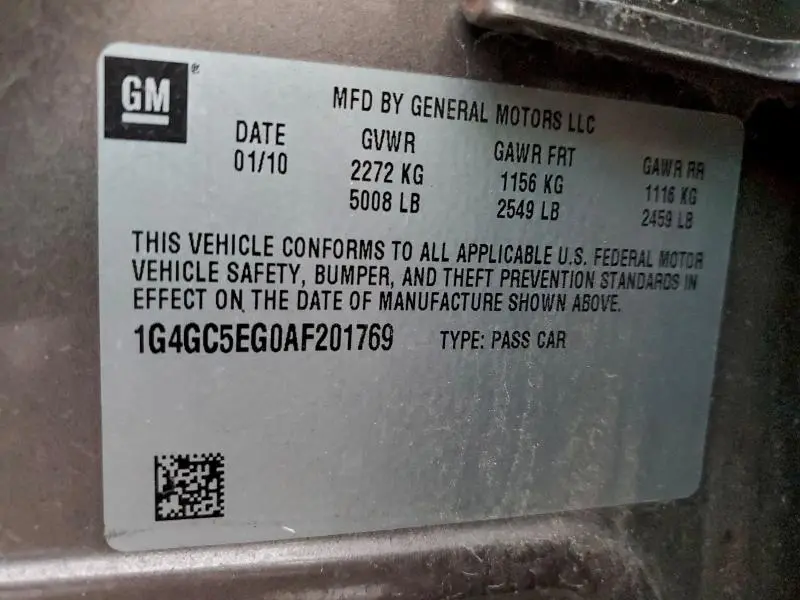 GM®
MFD BY GENERAL MOTORS LLC
DATE GVWR GAWR FRT GAWR RR
01/10 2272 KG 1156 KG 1116 KG
5008 LB 2549 LB 2459 LB
THIS VEHICLE CONFORMS TO ALL APPLICABLE U.S. FEDERAL MOTOR
VEHICLE SAFETY, BUMPER, AND THEFT PREVENTION STANDARDS IN
EFFECT ON THE DATE OF MANUFACTURE SHOWN ABOVE.
1G4GC5EG0AF201769 TYPE: PASS CAR